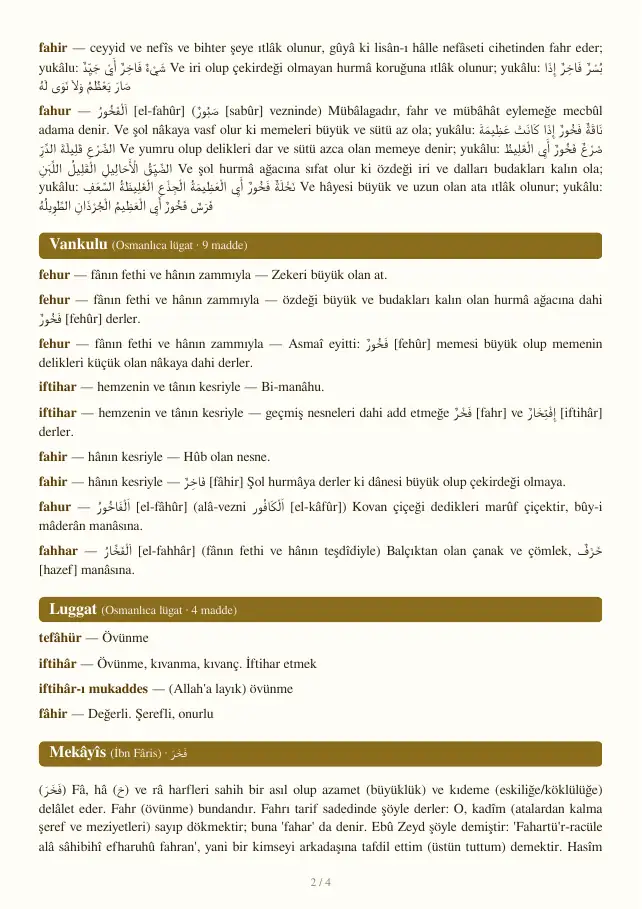 fahir — ceyyid ve nefîs ve bihter şeye ıtlâk olunur, gûyâ ki lisân-ı hâlle nefâseti cihetinden fahr eder;
yukâlu: شَيْءٌ فَاخِرٌ أَيْ جَيِّدٌ Ve iri olup çekirdeği olmayan hurmâ koruğuna ıtlâk olunur; yukâlu: بُسْرٌ فَاخِرٌ إِذَا
صَارَ يَعْظُمُ وَلاَ نَوَى لَهُ
fahur — اَلْفَخُورُ [el-fahûr] (صَبُورٌ [sabûr] vezninde) Mübâlagadır, fahr ve mübâhât eylemeğe mecbûl
adama denir. Ve şol nâkaya vasf olur ki memeleri büyük ve sütü az ola; yukâlu: نَاقَةٌ فَخُورٌ إِذَا كَانَتْ عَظِيمَةَ
الضَّرْعِ قَلِيلَةَ الدَّرِّ Ve yumru olup delikleri dar ve sütü azca olan memeye denir; yukâlu: ضَرْعٌ فَخُورٌ أَيِ الْغَلِيظُ
الضَّيِّقُ الْأَحَالِيلِ الْقَلِيلُ اللَّبَنِ Ve şol hurmâ ağacına sıfat olur ki özdeği iri ve dalları budakları kalın ola;
yukâlu: نَخْلَةٌ فَخُورٌ أَيِ الْعَظِيمَةُ الْجِذْعِ الْغَلِيظَةُ السَّعَفِ Ve hâyesi büyük ve uzun olan ata ıtlâk olunur; yukâlu:
فَرَسٌ فَخُورٌ أَيِ الْعَظِيمُ الْجُرْدَانِ الطَّوِيلُهُ
Vankulu (Osmanlıca lügat · 9 madde)
fehur — fânın fethi ve hânın zammıyla — Zekeri büyük olan at.
fehur — fânın fethi ve hânın zammıyla — özdeği büyük ve budakları kalın olan hurmâ ağacına dahi
فَخُورٌ [fehûr] derler.
fehur — fânın fethi ve hânın zammıyla — Asmaî eyitti: فَخُورٌ [fehûr] memesi büyük olup memenin
delikleri küçük olan nâkaya dahi derler.
iftihar — hemzenin ve tânın kesriyle — Bi-manâhu.
iftihar — hemzenin ve tânın kesriyle — geçmiş nesneleri dahi add etmeğe فَخْرٌ [fahr] ve إِفْتِخَارٌ [iftihâr]
derler.
fahir — hânın kesriyle — Hûb olan nesne.
fahir — hânın kesriyle — فَاخِرٌ [fâhir] Şol hurmâya derler ki dânesi büyük olup çekirdeği olmaya.
fahur — اَلْفَاخُورُ [el-fâhûr] (alâ-vezni اَلْكَافُور [el-kâfûr]) Kovan çiçeği dedikleri marûf çiçektir, bûy-i
mâderân manâsına.
fahhar — اَلْفَخَّارُ [el-fahhâr] (fânın fethi ve hânın teşdîdiyle) Balçıktan olan çanak ve çömlek, خَزَفٌ
[hazef] manâsına.
Luggat (Osmanlıca lügat · 4 madde)
tefâhür — Övünme
iftihâr — Övünme, kıvanma, kıvanç. İftihar etmek
iftihâr-ı mukaddes — (Allah'a layık) övünme
fâhir — Değerli. Şerefli, onurlu
Mekâyîs (İbn Fâris) · فَخَرَ
(فَخَرَ) Fâ, hâ (خ) ve râ harfleri sahih bir asıl olup azamet (büyüklük) ve kıdeme (eskiliğe/köklülüğe)
delâlet eder. Fahr (övünme) bundandır. Fahrı tarif sadedinde şöyle derler: O, kadîm (atalardan kalma
şeref ve meziyetleri) sayıp dökmektir; buna 'fahar' da denir. Ebû Zeyd şöyle demiştir: 'Fahartü'r-racüle
alâ sâhibihî efharuhû fahran', yani bir kimseyi arkadaşına tafdil ettim (üstün tuttum) demektir. Hasîm
2 / 4